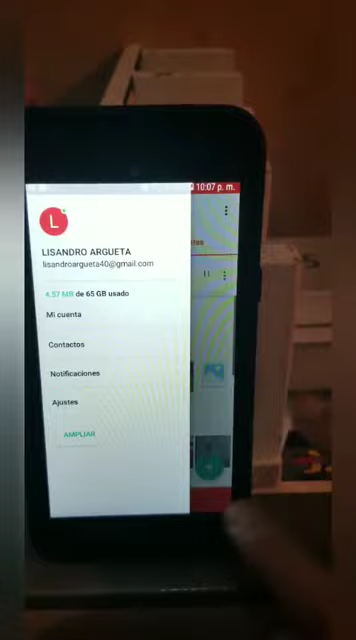 10:07 p. m.
L
LISANDRO ARGUETA
lisandroargueta40@gmail.com
4.57 MB de 65 GB usado
Mi cuenta
Contactos
Notificaciones
Ajustes
AMPLIAR